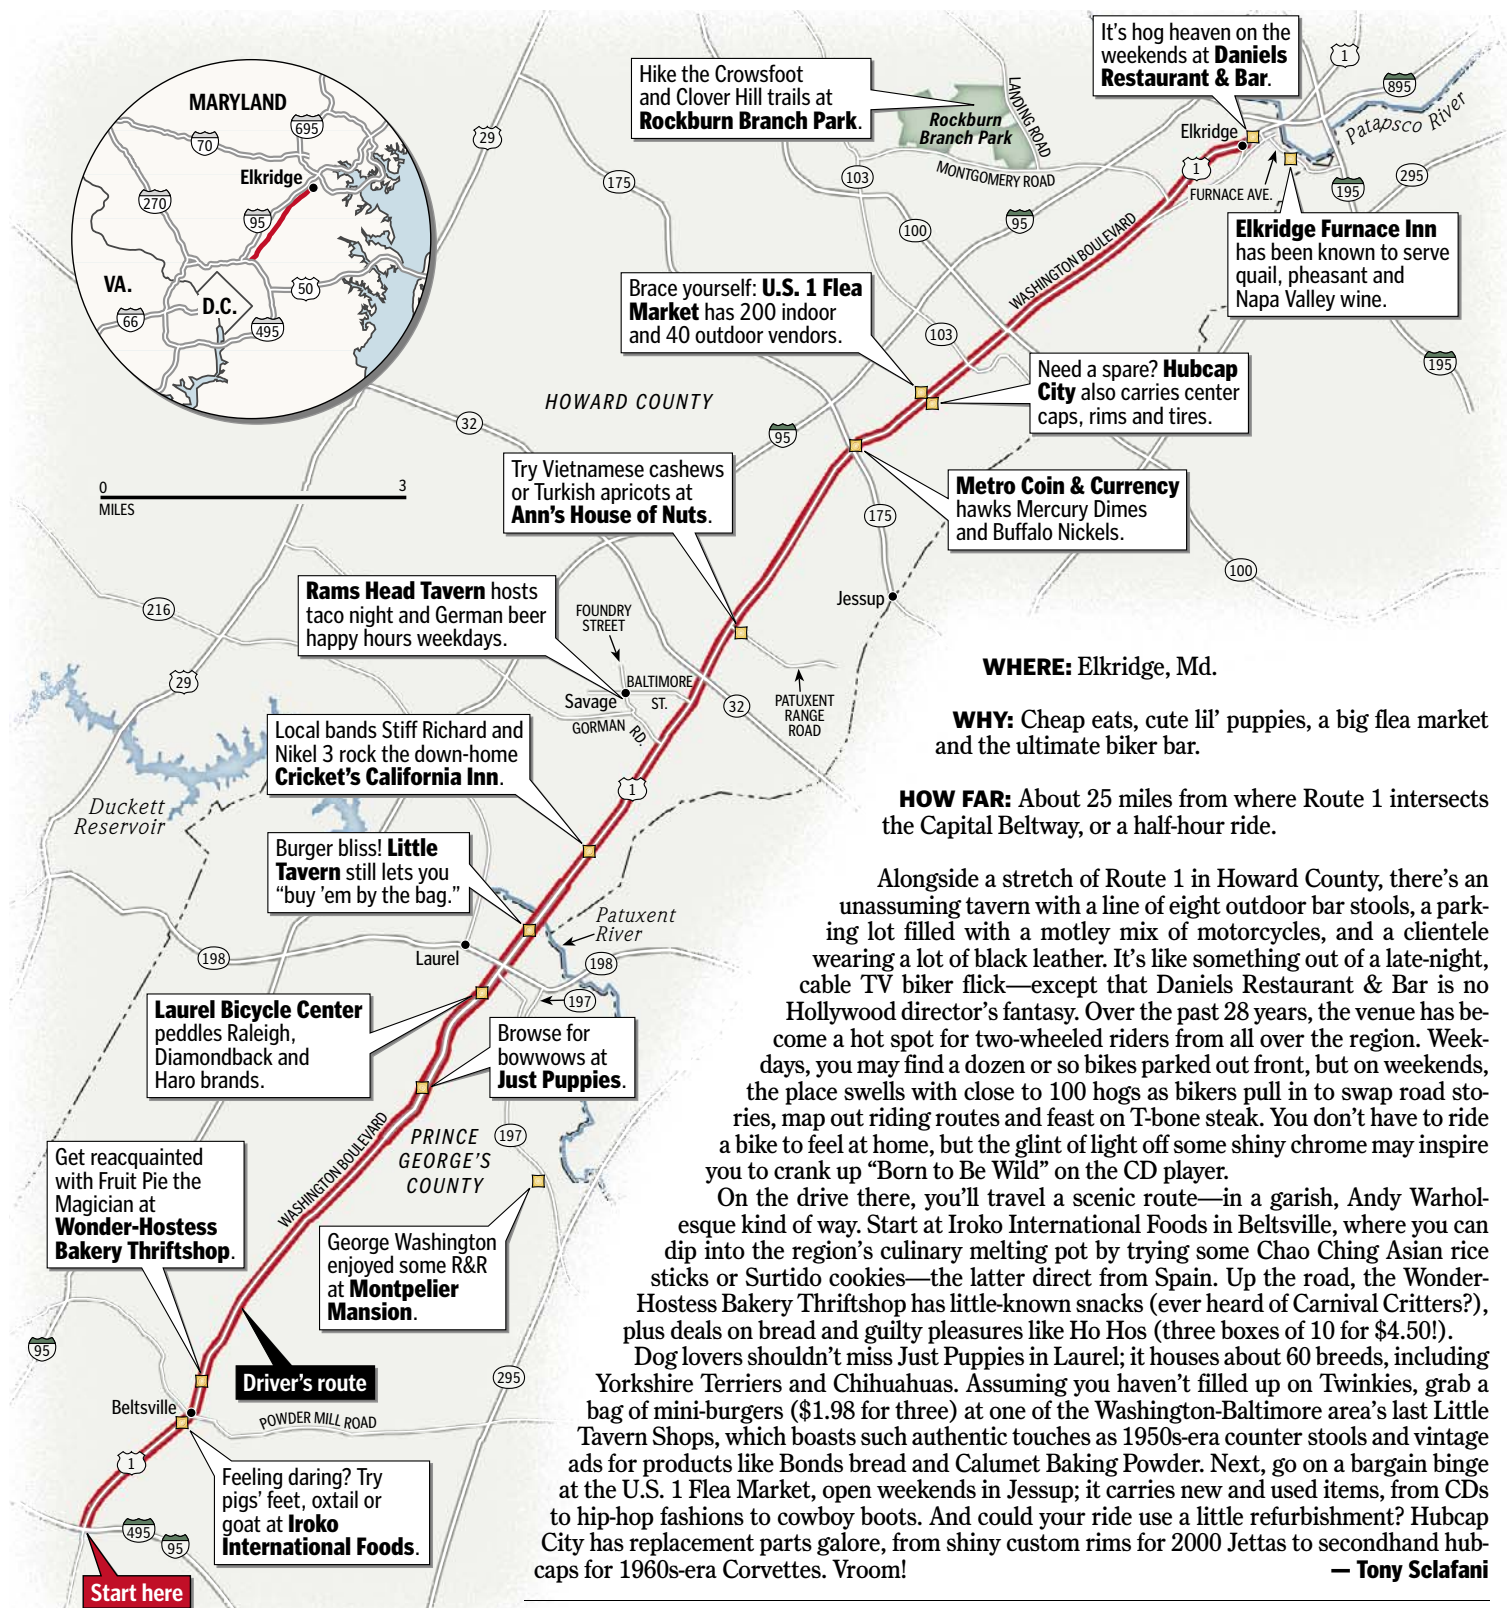 MARYLAND
695
70
Elkridge
270
95
VA.
D.C.
50
66
495
29
Hike the Crowsfoot
and Clover Hill trails at
Rockburn Branch Park.
Rockburn
Branch Park
LANDING ROAD
MONTGOMERY ROAD
It's hog heaven on the
weekends at Daniels
Restaurant & Bar.
1
895
Patapsco River
Elkridge
1
FURNACE AVE.
195
295
175
103
100
95
Elkridge Furnace Inn
has been known to serve
quail, pheasant and
Napa Valley wine.
WASHINGTON BOULEVARD
Brace yourself: U.S. 1 Flea
Market has 200 indoor
and 40 outdoor vendors.
103
195
Need a spare? Hubcap
City also carries center
caps, rims and tires.
HOWARD COUNTY
32
95
0 3
MILES
Try Vietnamese cashews
or Turkish apricots at
Ann's House of Nuts.
Metro Coin & Currency
hawks Mercury Dimes
and Buffalo Nickels.
175
100
Jessup
216
Rams Head Tavern hosts
taco night and German beer
happy hours weekdays.
FOUNDRY
STREET
BALTIMORE
ST.
Savage
GORMAN RD.
32
PATUXENT
RANGE
ROAD
29
Local bands Stiff Richard and
Nikel 3 rock the down-home
Cricket's California Inn.
1
Duckett
Reservoir
Burger bliss! Little
Tavern still lets you
“buy 'em by the bag.”
Patuxent
River
198
Laurel
198
197
Laurel Bicycle Center
peddles Raleigh,
Diamondback and
Haro brands.
Browse for
bowwows at
Just Puppies.
WASHINGTON BOULEVARD
PRINCE
GEORGE'S
COUNTY
197
Get reacquainted
with Fruit Pie the
Magician at
Wonder-Hostess
Bakery Thriftshop.
George Washington
enjoyed some R&R
at Montpelier
Mansion.
95
Driver's route
295
Beltsville
POWDER MILL ROAD
1
Feeling daring? Try
pigs' feet, oxtail or
goat at Iroko
International Foods.
495
95
Start here
WHERE: Elkridge, Md.
WHY: Cheap eats, cute lil' puppies, a big flea market
and the ultimate biker bar.
HOW FAR: About 25 miles from where Route 1 intersects
the Capital Beltway, or a half-hour ride.
Alongside a stretch of Route 1 in Howard County, there's an
unassuming tavern with a line of eight outdoor bar stools, a park-
ing lot filled with a motley mix of motorcycles, and a clientele
wearing a lot of black leather. It's like something out of a late-night,
cable TV biker flick—except that Daniels Restaurant & Bar is no
Hollywood director's fantasy. Over the past 28 years, the venue has be-
come a hot spot for two-wheeled riders from all over the region. Week-
days, you may find a dozen or so bikes parked out front, but on weekends,
the place swells with close to 100 hogs as bikers pull in to swap road sto-
ries, map out riding routes and feast on T-bone steak. You don't have to ride
a bike to feel at home, but the glint of light off some shiny chrome may inspire
you to crank up “Born to Be Wild” on the CD player.
On the drive there, you'll travel a scenic route—in a garish, Andy Warhol-
esque kind of way. Start at Iroko International Foods in Beltsville, where you can
dip into the region's culinary melting pot by trying some Chao Ching Asian rice
sticks or Surtido cookies—the latter direct from Spain. Up the road, the Wonder-
Hostess Bakery Thriftshop has little-known snacks (ever heard of Carnival Critters?),
plus deals on bread and guilty pleasures like Ho Hos (three boxes of 10 for $4.50!).
Dog lovers shouldn't miss Just Puppies in Laurel; it houses about 60 breeds, including
Yorkshire Terriers and Chihuahuas. Assuming you haven't filled up on Twinkies, grab a
bag of mini-burgers ($1.98 for three) at one of the Washington-Baltimore area's last Little
Tavern Shops, which boasts such authentic touches as 1950s-era counter stools and vintage
ads for products like Bonds bread and Calumet Baking Powder. Next, go on a bargain binge
at the U.S. 1 Flea Market, open weekends in Jessup; it carries new and used items, from CDs
to hip-hop fashions to cowboy boots. And could your ride use a little refurbishment? Hubcap
City has replacement parts galore, from shiny custom rims for 2000 Jettas to secondhand hub-
caps for 1960s-era Corvettes. Vroom! — Tony Sclafani